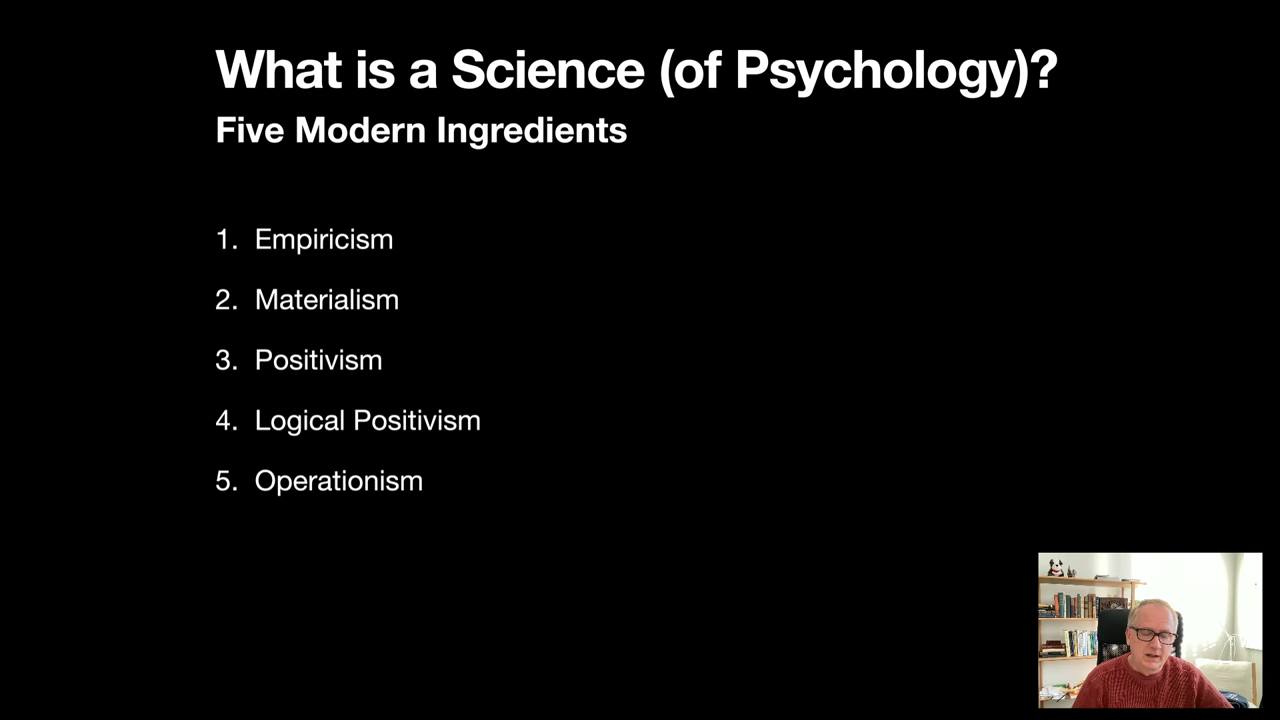 What is a Science (of Psychology)?
Five Modern Ingredients
1. Empiricism
2. Materialism
3. Positivism
4. Logical Positivism
5. Operationism